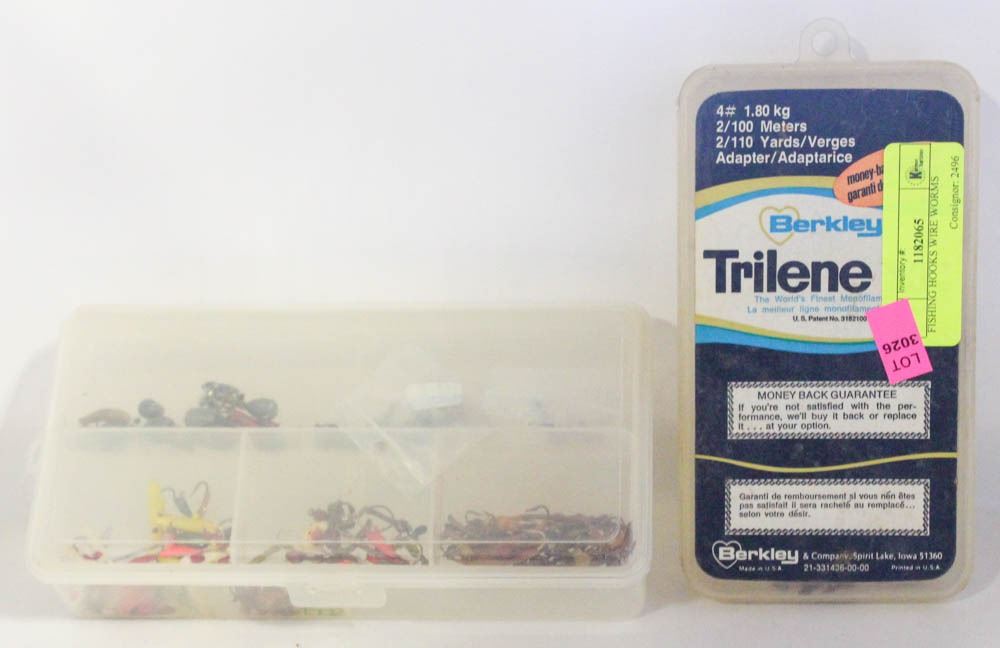 4# 1.80 kg
2/100 Meters
2/110 Yards/Verges
Adapter/Adaptarice
money-ba
garanti d
Berkley
Trilene
The World's Finest Monofilam
La meilleur ligne monofilament
U. S. Patent No. 3182100
Inventory #:
1182065
FISHING HOOKS WIRE WORMS
Consignor: 2496
LOT
3026
MONEY BACK GUARANTEE
If you're not satisfied with the per-
formance, we'll buy it back or replace
it . . . at your option.
Garanti de remboursement si vous nén êtes
pas satisfait il sera racheté au remplacé...
selon votre désir.
Berkley & Company, Spirit Lake, Iowa 51360
Made in U.S.A. 21-331436-00-00 Printed in U.S.A.